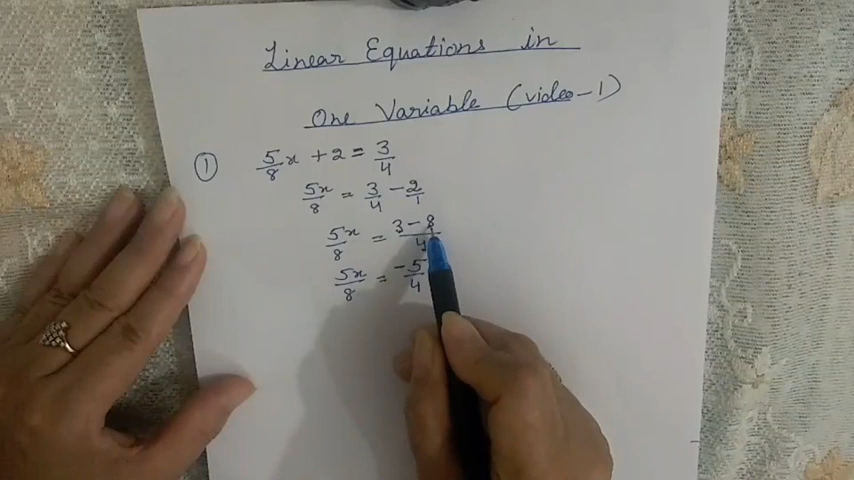 Linear Equations in
One Variable (video-1)
① 5/8 x + 2 = 3/4
5x/8 = 3/4 - 2/1
5x/8 = 3-8/4
5x/8 = -5/4